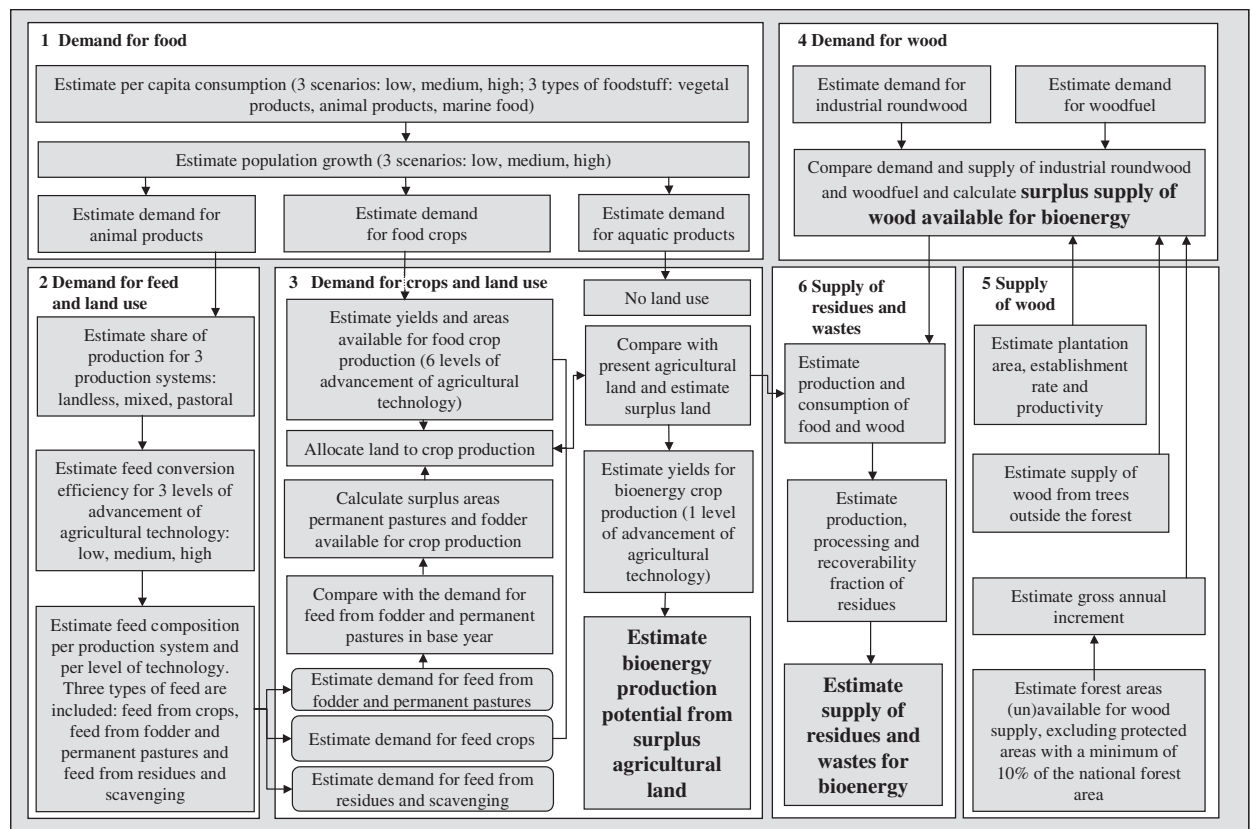 1 Demand for food
Estimate per capita consumption (3 scenarios: low, medium, high; 3 types of foodstuff: vegetal
products, animal products, marine food)
Estimate population growth (3 scenarios: low, medium, high)
Estimate demand for
animal products
Estimate demand
for food crops
Estimate demand
for aquatic products
4 Demand for wood
Estimate demand for
industrial roundwood
Estimate demand
for woodfuel
Compare demand and supply of industrial roundwood
and woodfuel and calculate surplus supply of
wood available for bioenergy
2 Demand for feed
and land use
Estimate share of
production for 3
production systems:
landless, mixed, pastoral
Estimate feed conversion
efficiency for 3 levels of
advancement of
agricultural technology:
low, medium, high
Estimate feed composition
per production system and
per level of technology.
Three types of feed are
included: feed from crops,
feed from fodder and
permanent pastures and
feed from residues and
scavenging
3 Demand for crops and land use
Estimate yields and areas
available for food crop
production (6 levels of
advancement of agricultural
technology)
Allocate land to crop production
Calculate surplus areas
permanent pastures and fodder
available for crop production
Compare with the demand for
feed from fodder and permanent
pastures in base year
Estimate demand for feed from
fodder and permanent pastures
Estimate demand for feed crops
Estimate demand for feed from
residues and scavenging
No land use
Compare with
present agricultural
land and estimate
surplus land
Estimate yields for
bioenergy crop
production (1 level
of advancement of
agricultural
technology)
Estimate
bioenergy
production
potential from
surplus
agricultural
land
6 Supply of
residues and
wastes
Estimate
production and
consumption of
food and wood
Estimate
production,
processing and
recoverability
fraction of
residues
Estimate
supply of
residues and
wastes for
bioenergy
5 Supply
of wood
Estimate plantation
area, establishment
rate and
productivity
Estimate supply of
wood from trees
outside the forest
Estimate gross annual
increment
Estimate forest areas
(un)available for wood
supply, excluding protected
areas with a minimum of
10% of the national forest
area